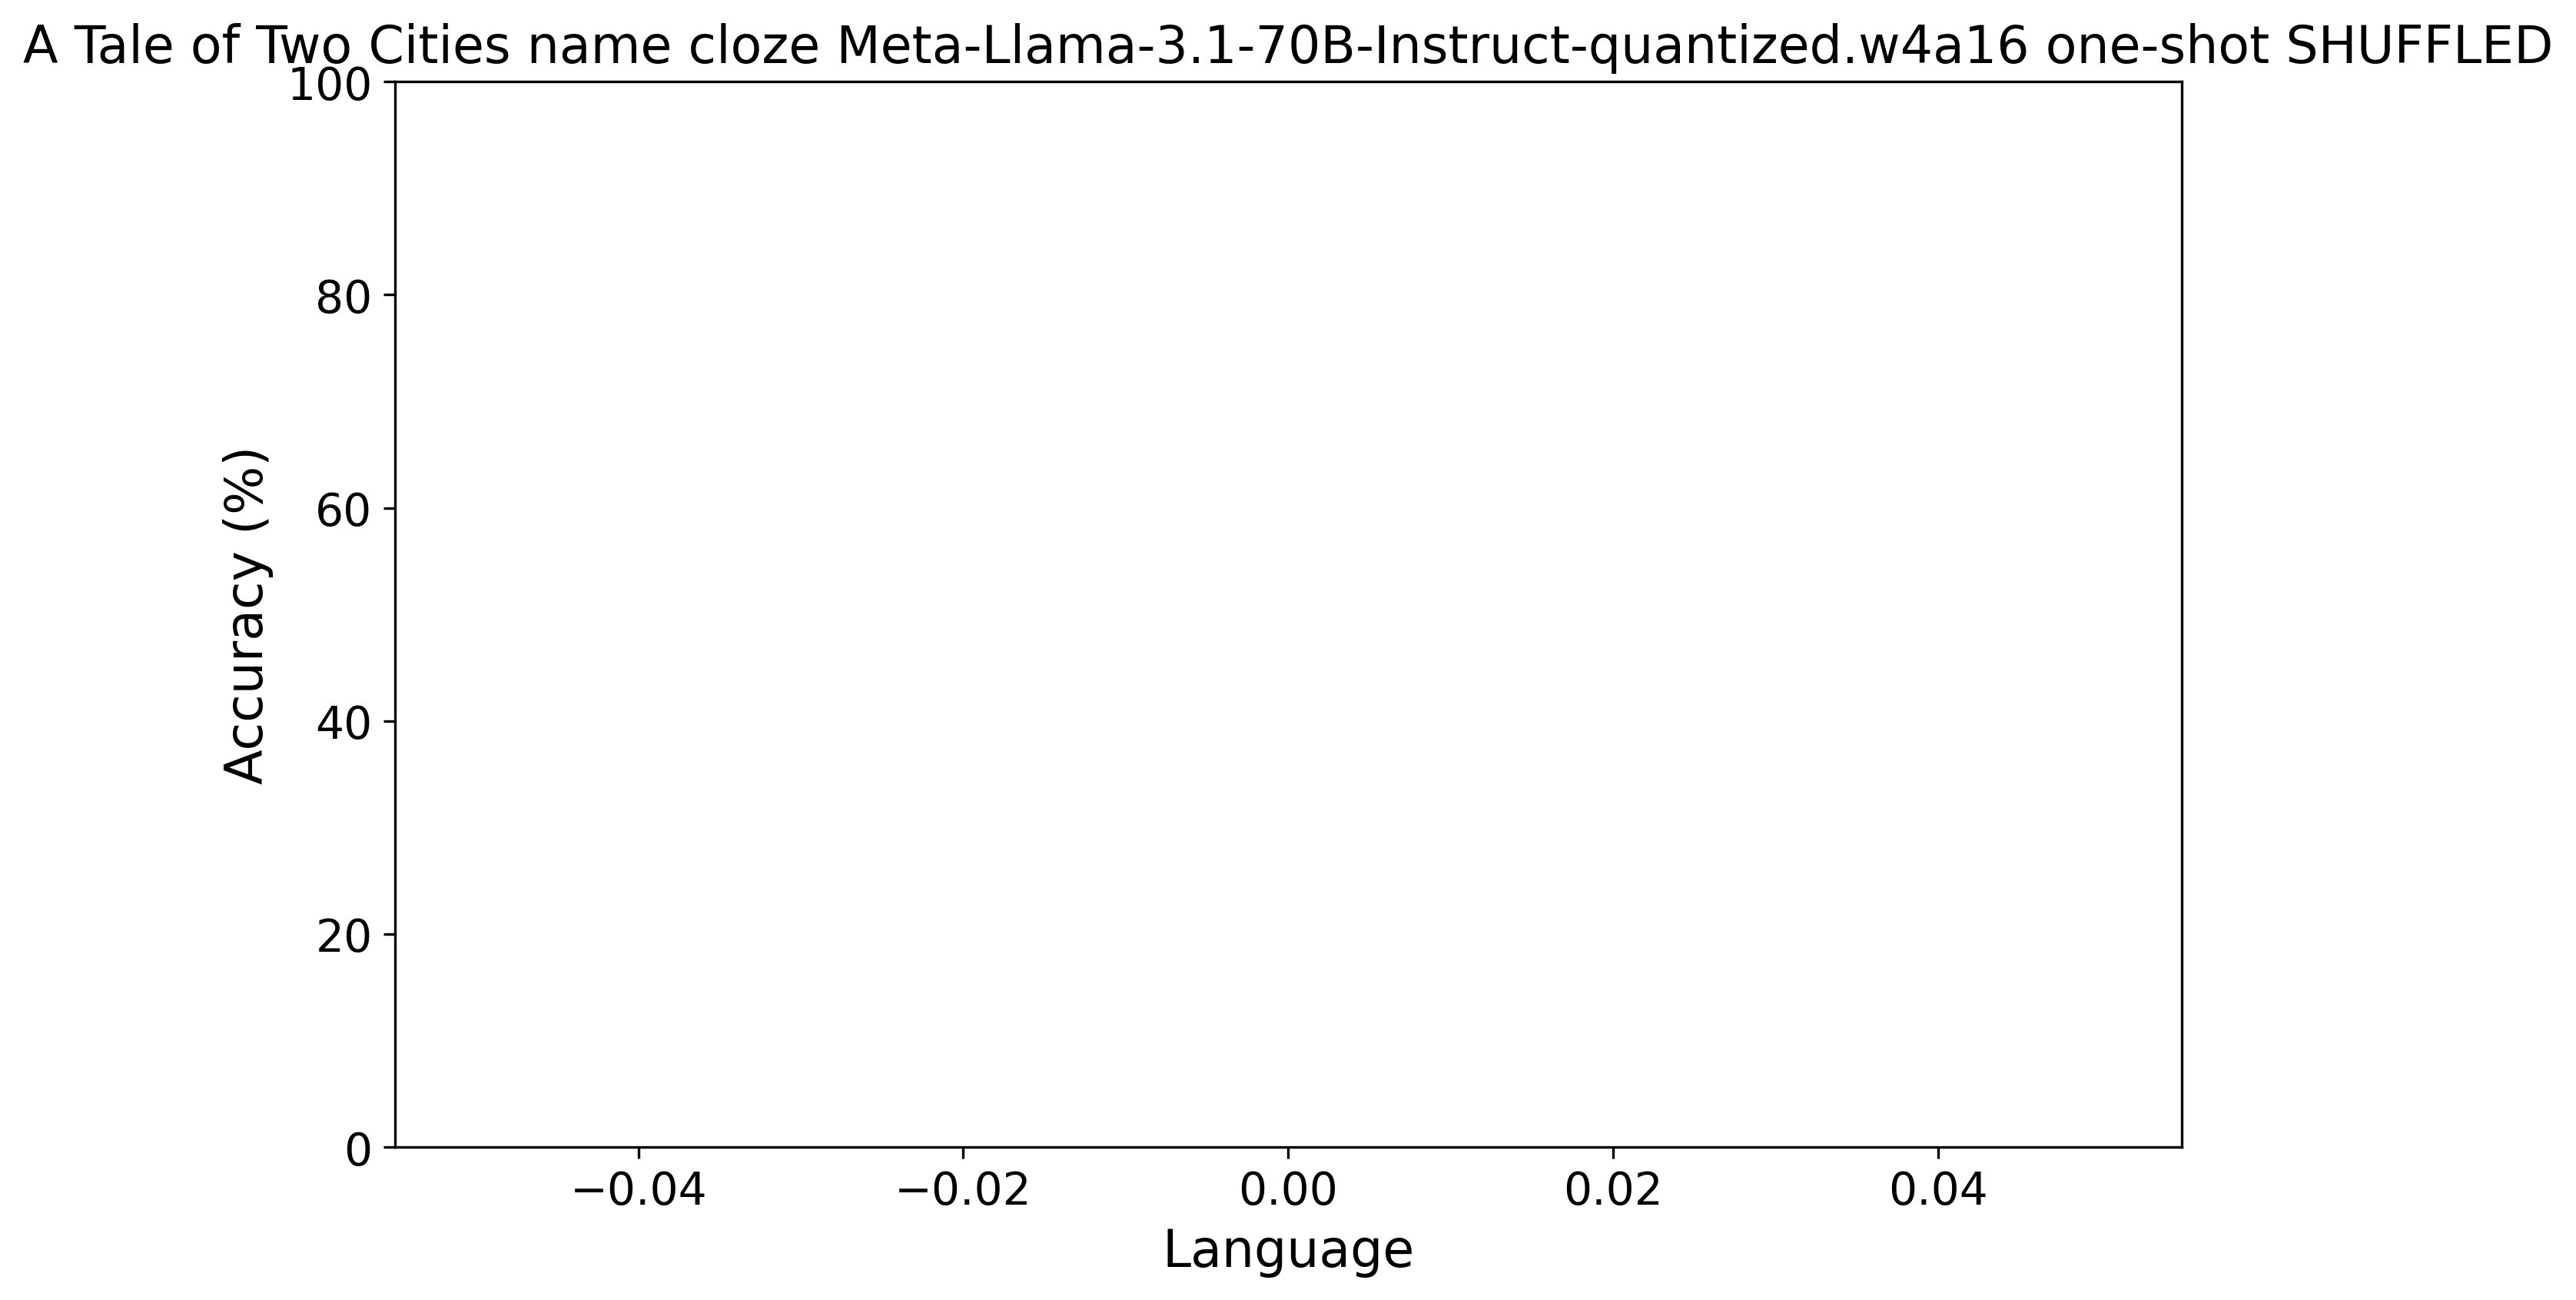 A Tale of Two Cities name cloze Meta-Llama-3.1-70B-Instruct-quantized.w4a16 one-shot SHUFFLED
100
80
60
40
20
0
Accuracy (%)
−0.04 −0.02 0.00 0.02 0.04
Language